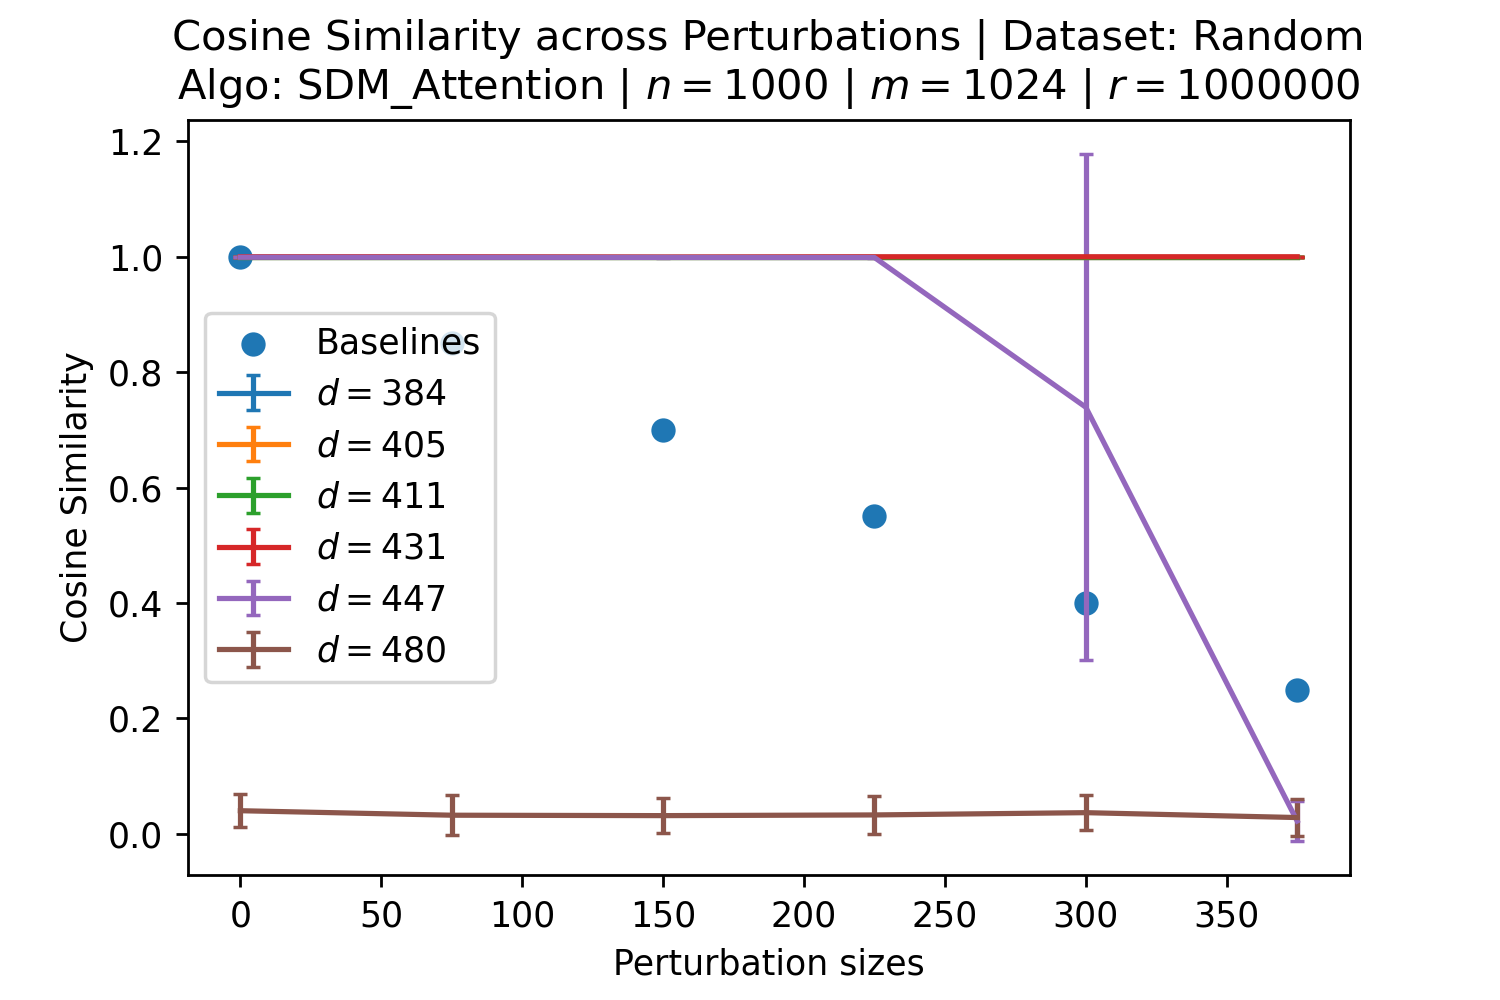 Cosine Similarity across Perturbations | Dataset: Random
Algo: SDM_Attention | n = 1000 | m = 1024 | r = 1000000
1.2
1.0
0.8
0.6
0.4
0.2
0.0
Cosine Similarity
Baselines
d = 384
d = 405
d = 411
d = 431
d = 447
d = 480
0 50 100 150 200 250 300 350
Perturbation sizes